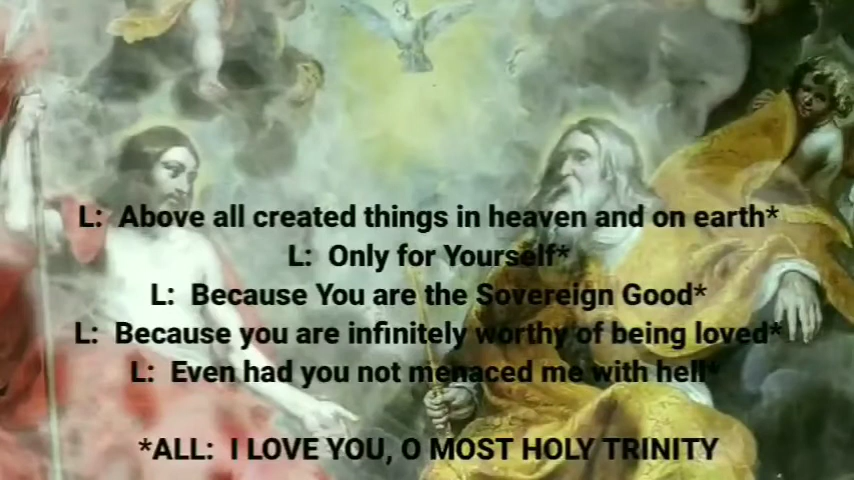 L: Above all created things in heaven and on earth*
L: Only for Yourself*
L: Because You are the Sovereign Good*
L: Because you are infinitely worthy of being loved*
L: Even had you not menaced me with hell*
*ALL: I LOVE YOU, O MOST HOLY TRINITY